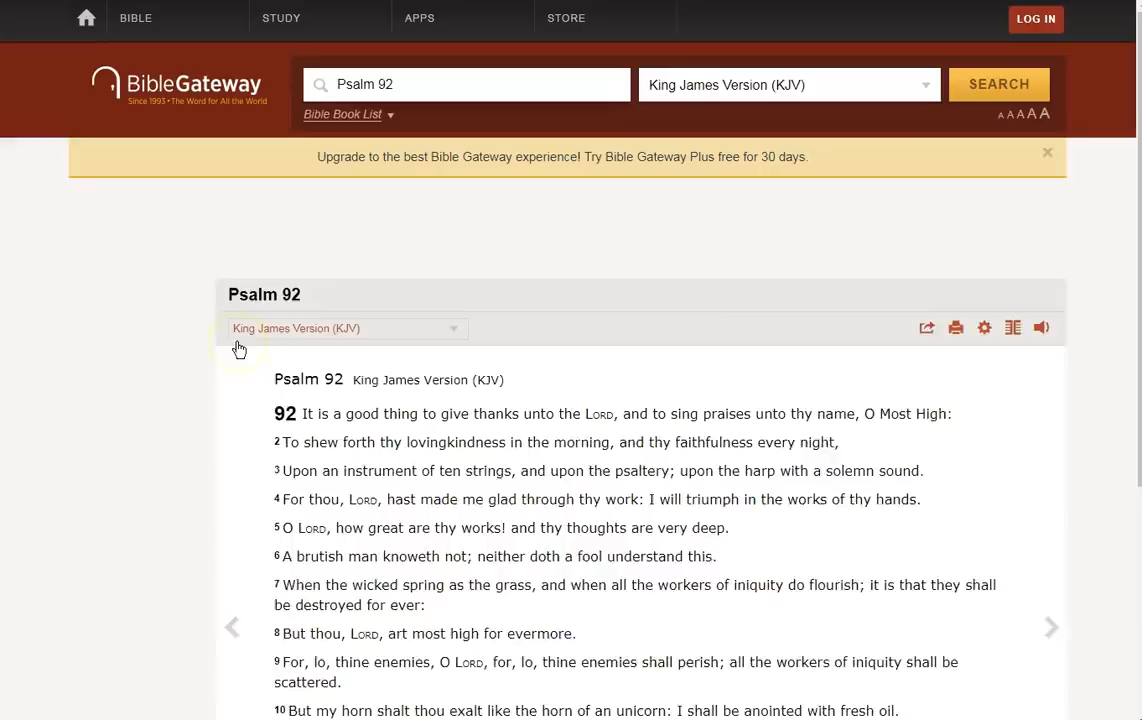 BIBLE STUDY APPS STORE LOG IN
BibleGateway
Since 1993 • The Word for All the World
Psalm 92
King James Version (KJV)
SEARCH
Bible Book List
A A A A A
Upgrade to the best Bible Gateway experience! Try Bible Gateway Plus free for 30 days.
Psalm 92
King James Version (KJV)
Psalm 92 King James Version (KJV)
92 It is a good thing to give thanks unto the Lord, and to sing praises unto thy name, O Most High:
2 To shew forth thy lovingkindness in the morning, and thy faithfulness every night,
3 Upon an instrument of ten strings, and upon the psaltery; upon the harp with a solemn sound.
4 For thou, Lord, hast made me glad through thy work: I will triumph in the works of thy hands.
5 O Lord, how great are thy works! and thy thoughts are very deep.
6 A brutish man knoweth not; neither doth a fool understand this.
7 When the wicked spring as the grass, and when all the workers of iniquity do flourish; it is that they shall
be destroyed for ever:
8 But thou, Lord, art most high for evermore.
9 For, lo, thine enemies, O Lord, for, lo, thine enemies shall perish; all the workers of iniquity shall be
scattered.
10 But my horn shalt thou exalt like the horn of an unicorn: I shall be anointed with fresh oil.